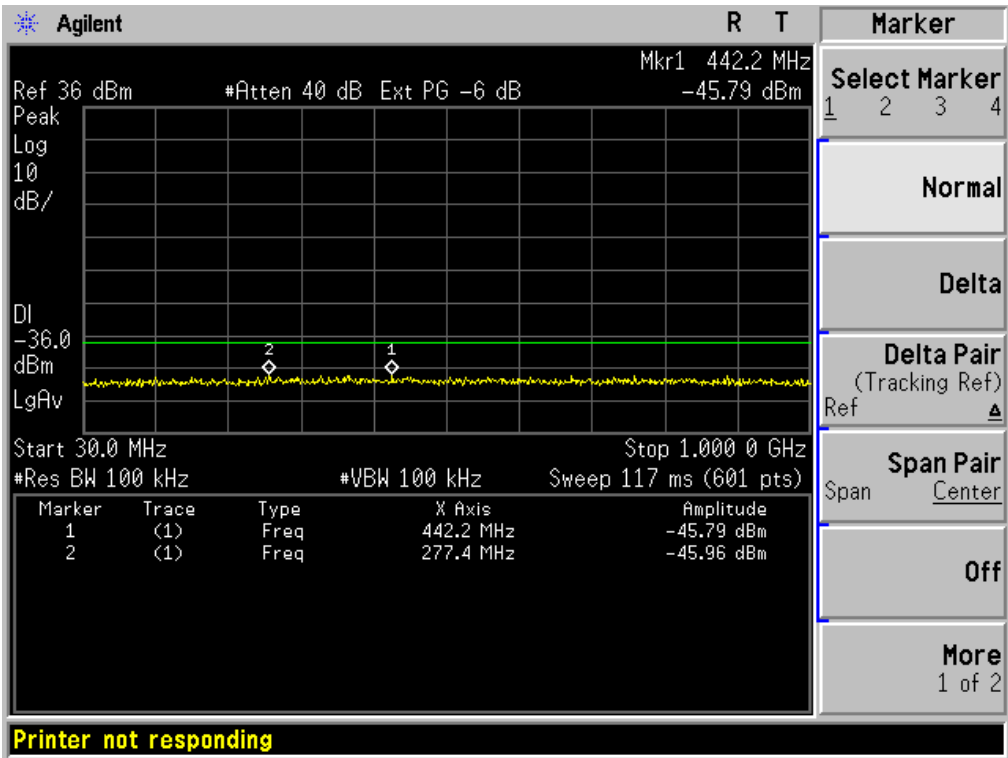 Agilent R T
Mkr1 442.2 MHz
Ref 36 dBm #Atten 40 dB Ext PG -6 dB -45.79 dBm
Peak
Log
10
dB/
DI
-36.0
dBm
LgAv
2 1
Start 30.0 MHz Stop 1.000 0 GHz
#Res BW 100 kHz #VBW 100 kHz Sweep 117 ms (601 pts)
Marker Trace Type X Axis Amplitude
1 (1) Freq 442.2 MHz -45.79 dBm
2 (1) Freq 277.4 MHz -45.96 dBm
Printer not responding
Marker
Select Marker
1 2 3 4
Normal
Delta
Delta Pair
(Tracking Ref)
Ref Δ
Span Pair
Span Center
Off
More
1 of 2